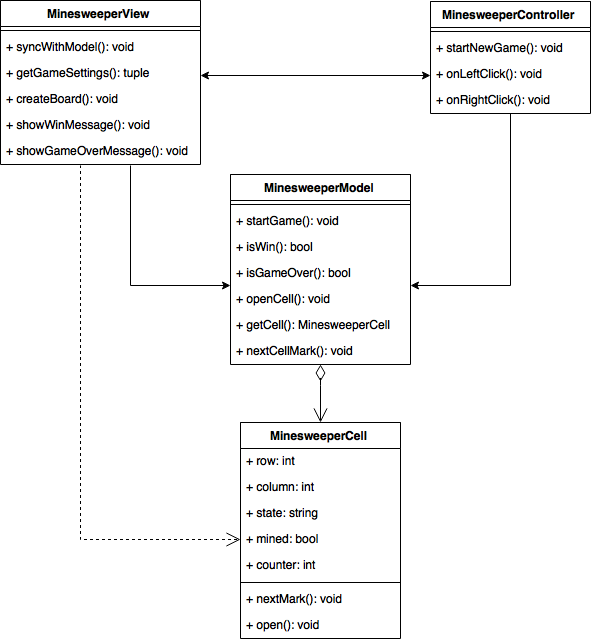 MinesweeperView
+ syncWithModel(): void
+ getGameSettings(): tuple
+ createBoard(): void
+ showWinMessage(): void
+ showGameOverMessage(): void
MinesweeperController
+ startNewGame(): void
+ onLeftClick(): void
+ onRightClick(): void
MinesweeperModel
+ startGame(): void
+ isWin(): bool
+ isGameOver(): bool
+ openCell(): void
+ getCell(): MinesweeperCell
+ nextCellMark(): void
MinesweeperCell
+ row: int
+ column: int
+ state: string
+ mined: bool
+ counter: int
+ nextMark(): void
+ open(): void